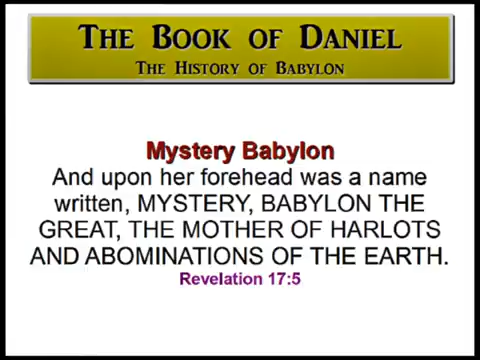 THE BOOK OF DANIEL
THE HISTORY OF BABYLON
Mystery Babylon
And upon her forehead was a name
written, MYSTERY, BABYLON THE
GREAT, THE MOTHER OF HARLOTS
AND ABOMINATIONS OF THE EARTH.
Revelation 17:5